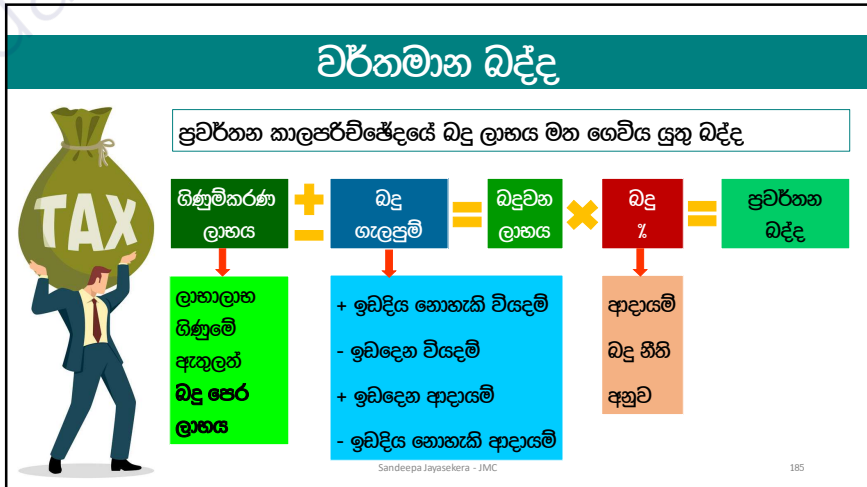 වර්තමාන බද්ද
ප්‍රවර්තන කාලපරිච්ඡේදයේ බදු ලාභය මත ගෙවිය යුතු බද්ද
TAX
ගිණුම්කරණ
ලාභය
+
−
බදු
ගැලපුම්
=
බදුවන
ලාභය
×
බදු
%
=
ප්‍රවර්තන
බද්ද
ලාභාලාභ
ගිණුමේ
ඇතුලත්
බදු පෙර
ලාභය
+ ඉඩදිය නොහැකි වියදම්
- ඉඩදෙන වියදම්
+ ඉඩදෙන ආදායම්
- ඉඩදිය නොහැකි ආදායම්
ආදායම්
බදු නීති
අනුව
Sandeepa Jayasekera - JMC
185